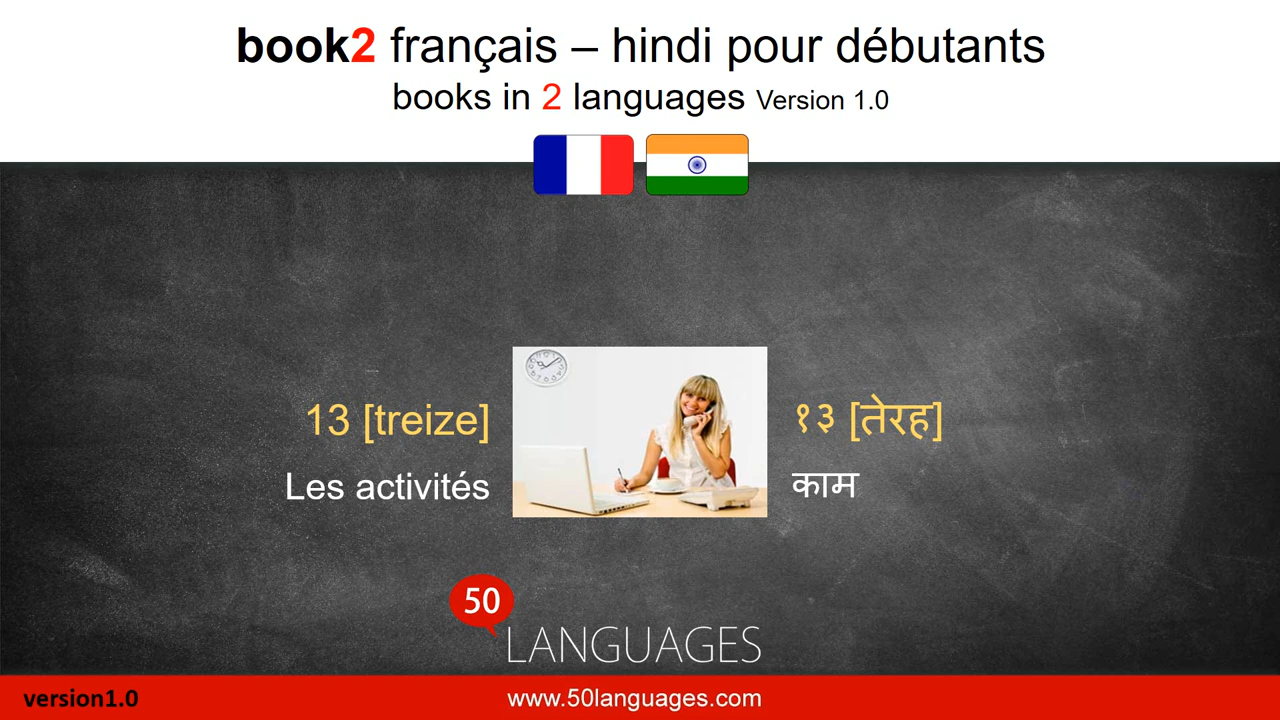 book2 français – hindi pour débutants
books in 2 languages Version 1.0
13 [treize]
Les activités
१३ [तेरह]
काम
50
LANGUAGES
version1.0
www.50languages.com